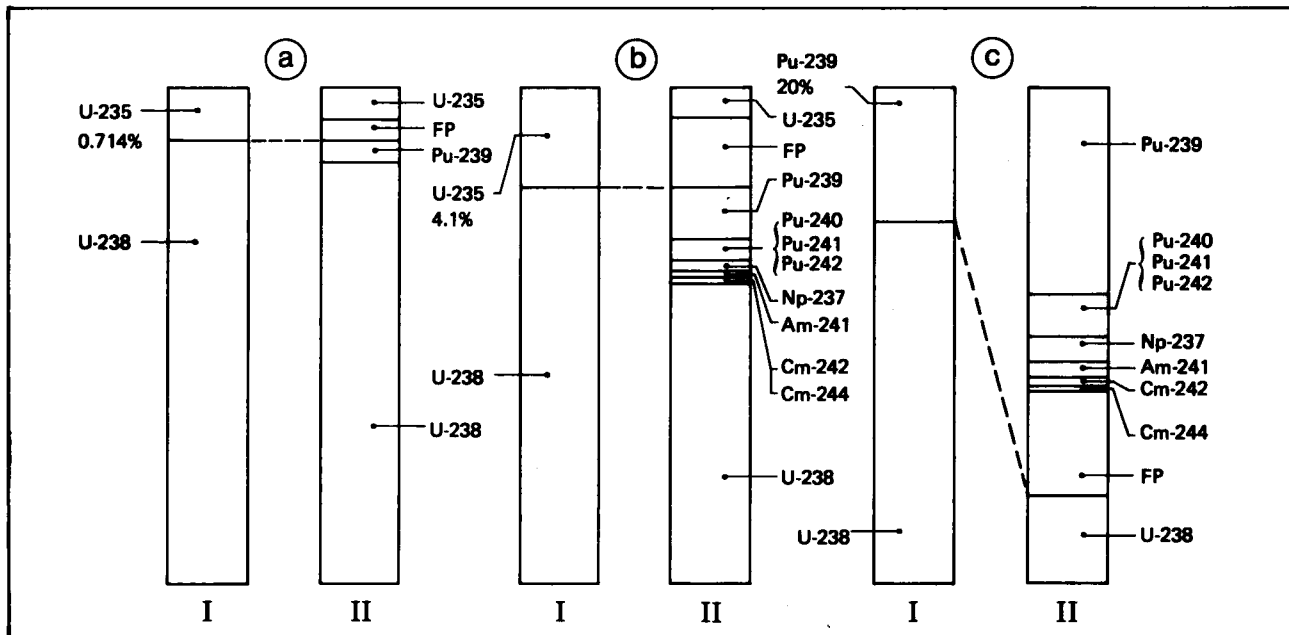 a
U-235
0.714%
U-238
I
U-235
FP
Pu-239
U-238
II
b
U-235
4.1%
U-238
I
U-235
FP
Pu-239
Pu-240
Pu-241
Pu-242
Np-237
Am-241
Cm-242
Cm-244
U-238
II
c
Pu-239
20%
U-238
I
Pu-239
Pu-240
Pu-241
Pu-242
Np-237
Am-241
Cm-242
Cm-244
FP
U-238
II